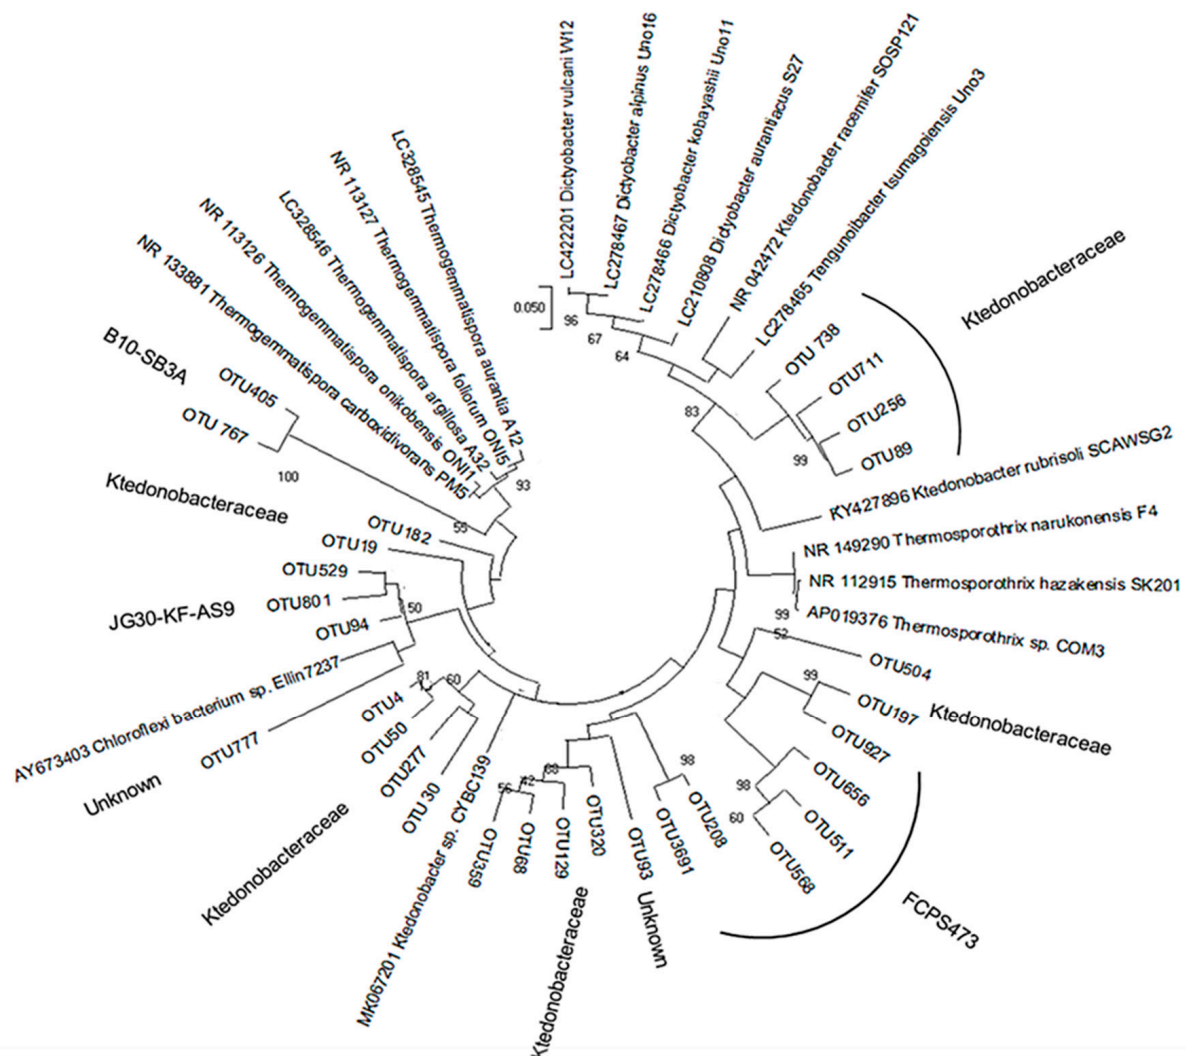 LC422201 Dictyobacter vulcani W12
LC278467 Dictyobacter alpinus Uno16
LC278466 Dictyobacter kobayashii Uno11
LC210808 Dictyobacter aurantiacus S27
NR 042472 Ktedonobacter racemifer SOSP121
LC278465 Tengunoibacter tsumagoiensis Uno3
OTU 738
OTU711
OTU256
OTU89
Ktedonobacteraceae
KY427896 Ktedonobacter rubrisoli SCAWSG2
NR 149290 Thermosporothrix narukonensis F4
NR 112915 Thermosporothrix hazakensis SK201
AP019376 Thermosporothrix sp. COM3
OTU504
OTU197
OTU927
Ktedonobacteraceae
OTU656
OTU511
OTU568
FCPS473
OTU208
OTU3691
OTU93
Unknown
OTU320
OTU129
OTU68
OTU359
Ktedonobacteraceae
MK067201 Ktedonobacter sp. CYBC139
OTU 30
OTU277
OTU50
OTU4
Ktedonobacteraceae
OTU777
Unknown
AY673403 Chloroflexi bacterium sp. Ellin7237
OTU94
OTU801
OTU529
JG30-KF-AS9
OTU19
OTU182
Ktedonobacteraceae
OTU 767
OTU405
B10-SB3A
NR 133881 Thermogemmatispora carboxidivorans PM5
NR 113126 Thermogemmatispora onikobensis ONI1
LC328546 Thermogemmatispora argillosa A32
NR 113127 Thermogemmatispora foliorum ONI5
LC328545 Thermogemmatispora aurantia A12
0.050
96
67
64
83
99
99
52
99
98
60
98
68
42
56
60
81
50
100
55
93